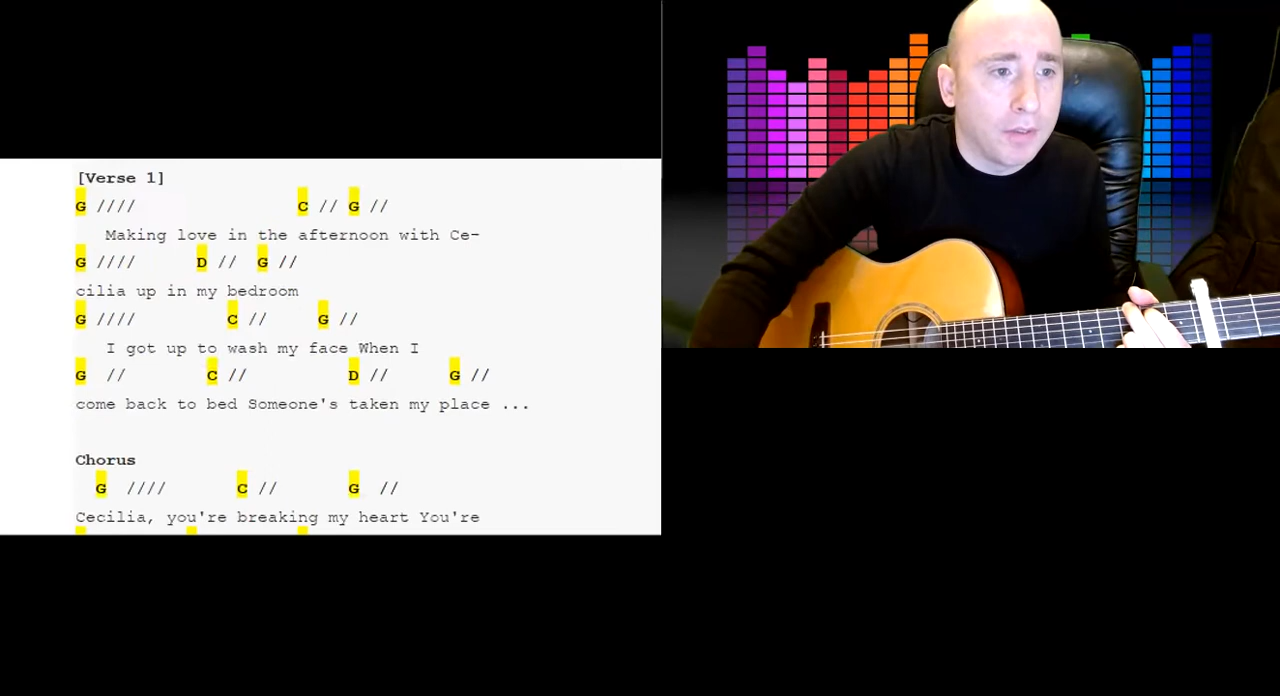 [Verse 1]
G //// C // G //
Making love in the afternoon with Ce-
G //// D // G //
cilia up in my bedroom
G //// C // G //
I got up to wash my face When I
G // C // D // G //
come back to bed Someone's taken my place ...
Chorus
G //// C // G //
Cecilia, you're breaking my heart You're